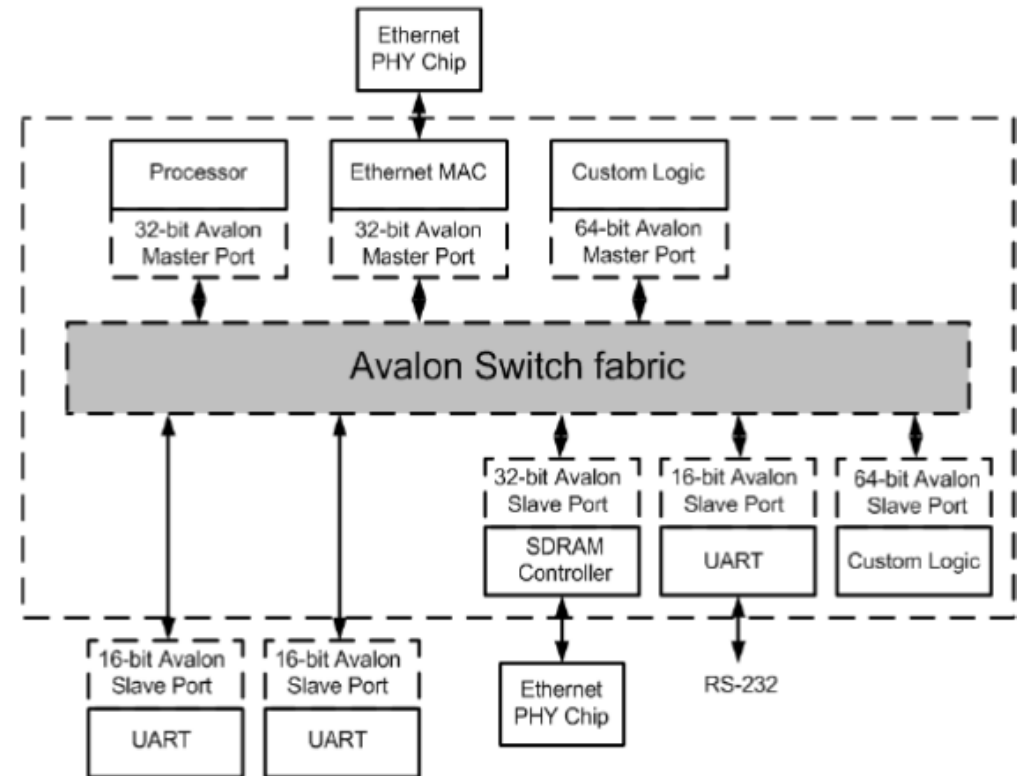 Ethernet
PHY Chip
Processor
32-bit Avalon
Master Port
Ethernet MAC
32-bit Avalon
Master Port
Custom Logic
64-bit Avalon
Master Port
Avalon Switch fabric
32-bit Avalon
Slave Port
SDRAM
Controller
16-bit Avalon
Slave Port
UART
64-bit Avalon
Slave Port
Custom Logic
16-bit Avalon
Slave Port
UART
16-bit Avalon
Slave Port
UART
Ethernet
PHY Chip
RS-232